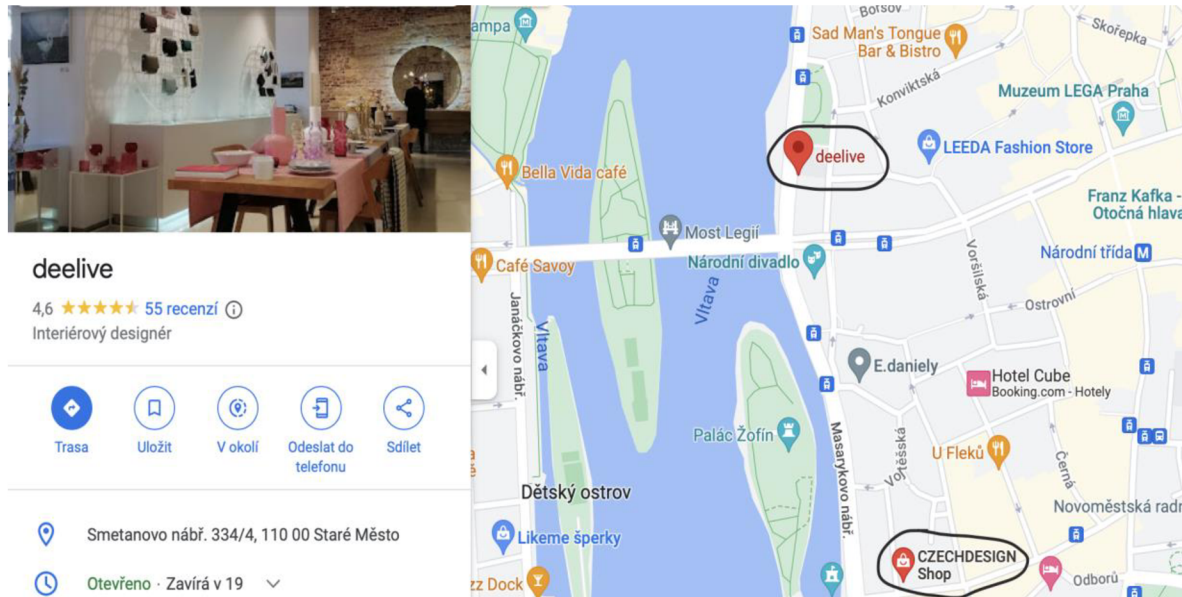 deelive
4,6
55 recenzí
Interiérový designér
Trasa
Uložit
V okolí
Odeslat do
telefonu
Sdílet
Smetanovo nábř. 334/4, 110 00 Staré Město
Otevřeno · Zavírá v 19
ampa
Sad Man's Tongue
Bar & Bistro
Skořepka
Konviktská
Muzeum LEGA Praha
deelive
LEEDA Fashion Store
Bella Vida café
Franz Kafka -
Otočná hlava
Most Legií
Národní divadlo
Národní třída
M
Café Savoy
Voršilská
Ostrovní
Vltava
Janáčkovo nábř.
Vltava
E.daniely
Hotel Cube
Booking.com - Hotely
Palác Žofín
Masarykovo nábř.
U Fleků
Černá
Dětský ostrov
Novoměstská radn
Likeme šperky
CZECHDESIGN
Shop
zz Dock
Odborů